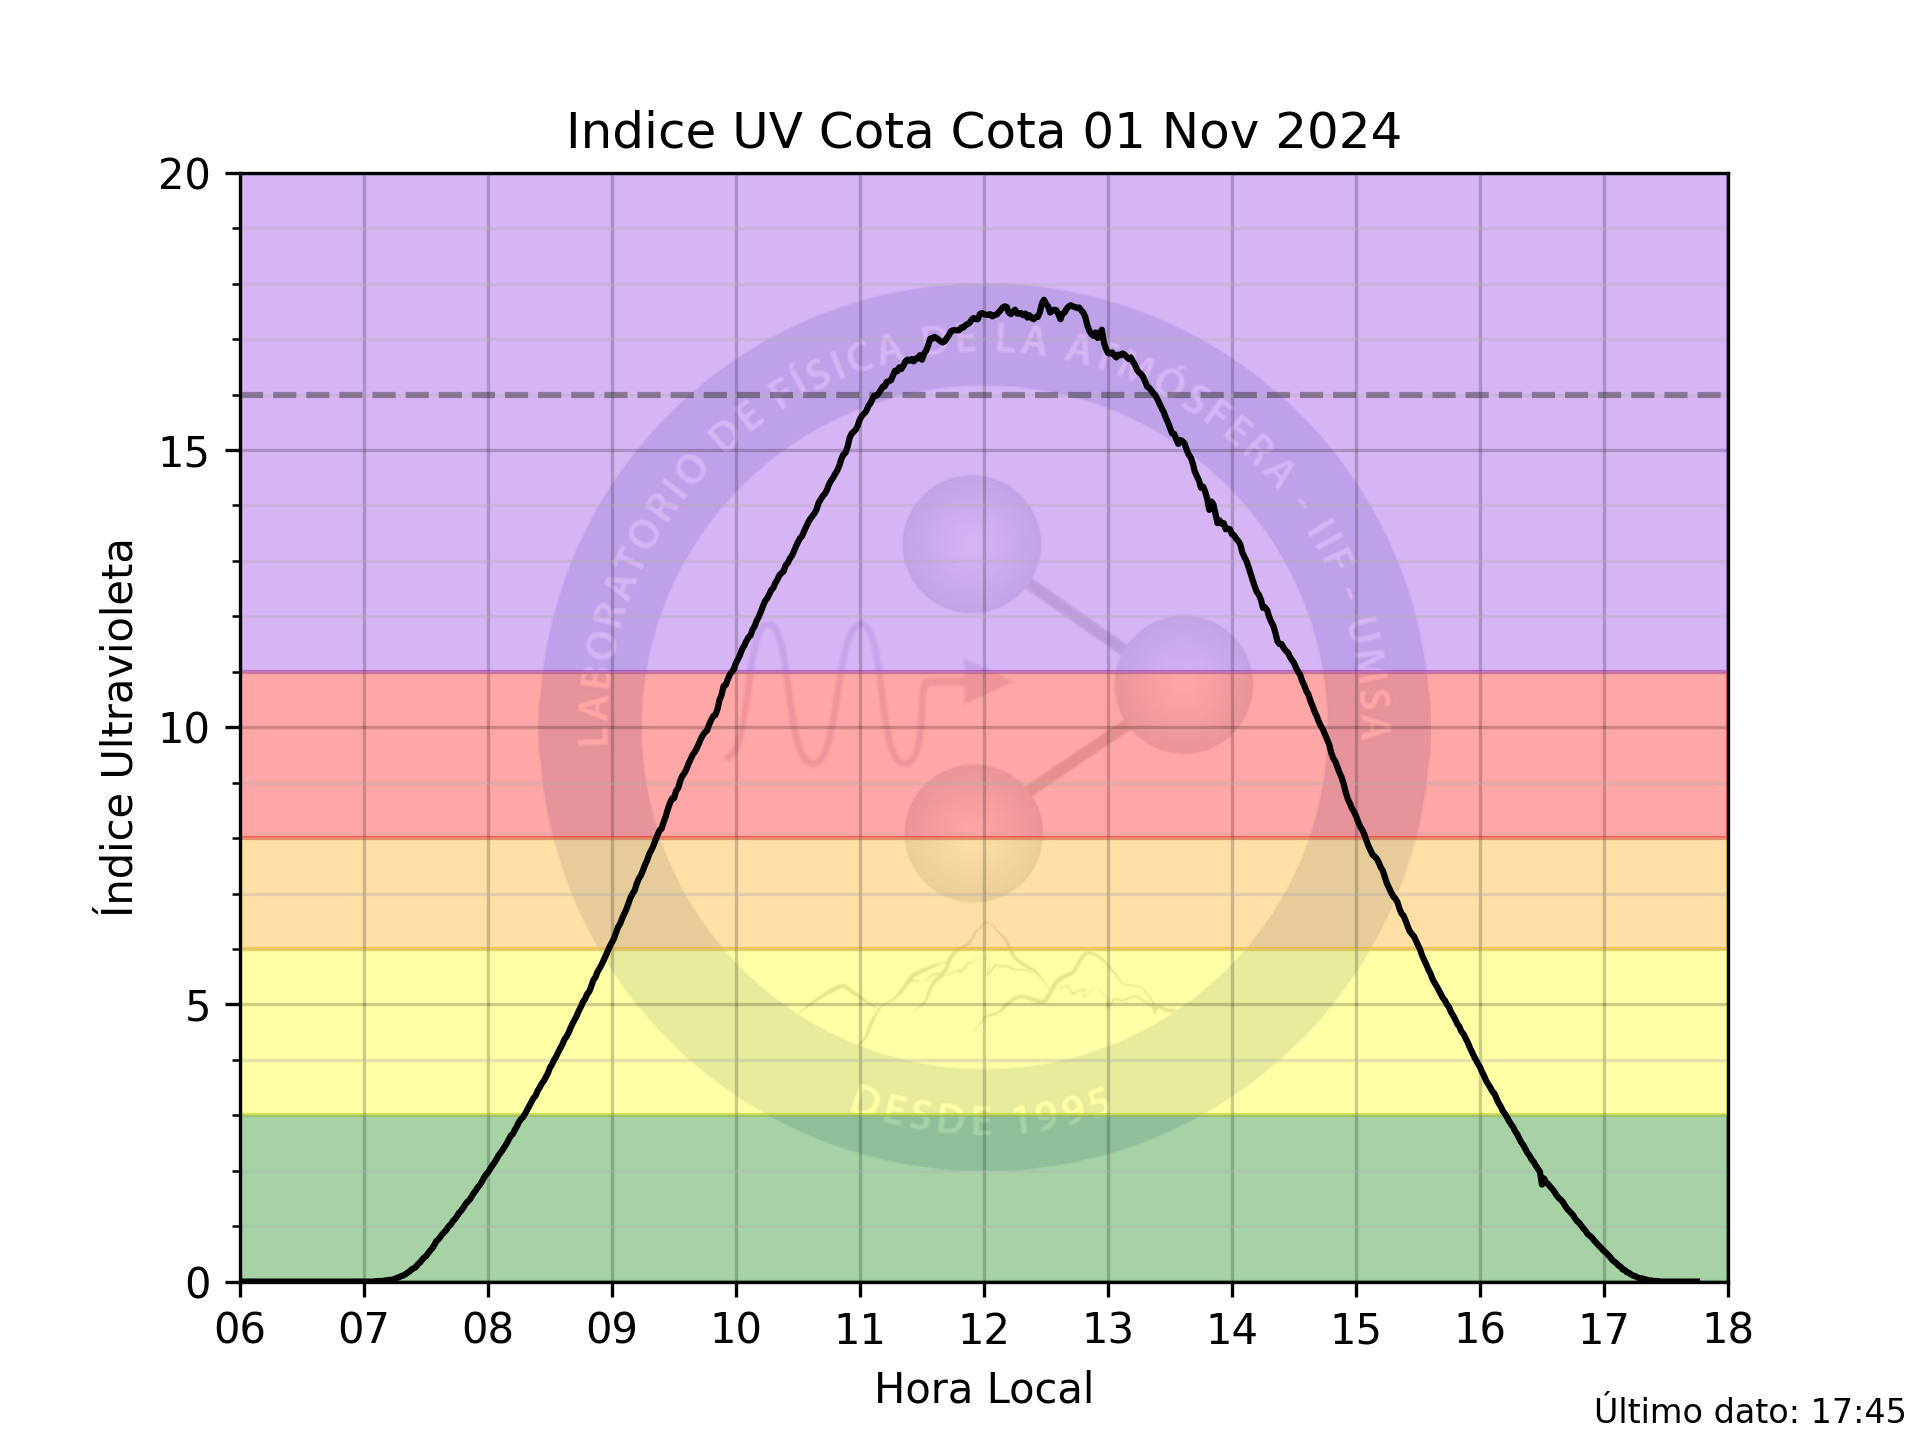 Indice UV Cota Cota 01 Nov 2024
20
15
10
5
0
Índice Ultravioleta
LABORATORIO DE FÍSICA DE LA ATMÓSFERA - IIF - UMSA
DESDE 1995
06 07 08 09 10 11 12 13 14 15 16 17 18
Hora Local
Último dato: 17:45